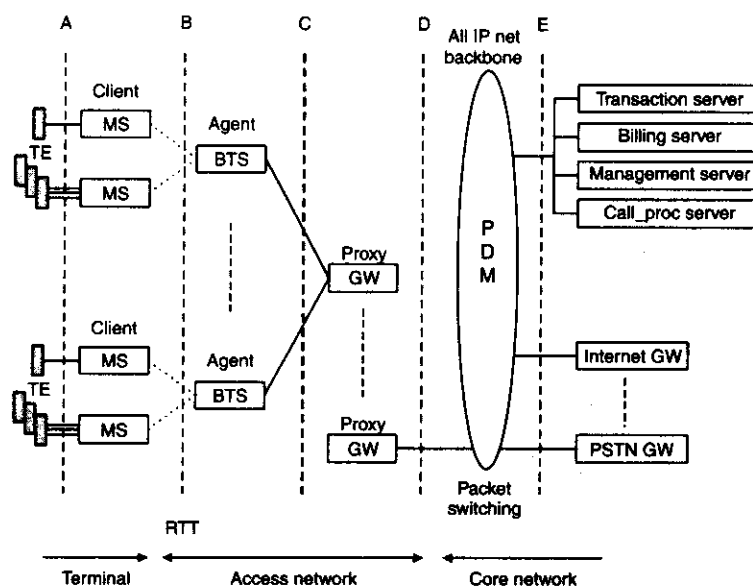 A
B
C
D
All IP net
backbone
E
Client
MS
TE
MS
Agent
BTS
Transaction server
Billing server
Management server
Call_proc server
P
D
M
Proxy
GW
Client
MS
TE
MS
Agent
BTS
Internet GW
Proxy
GW
PSTN GW
Packet
switching
RTT
Terminal
Access network
Core network